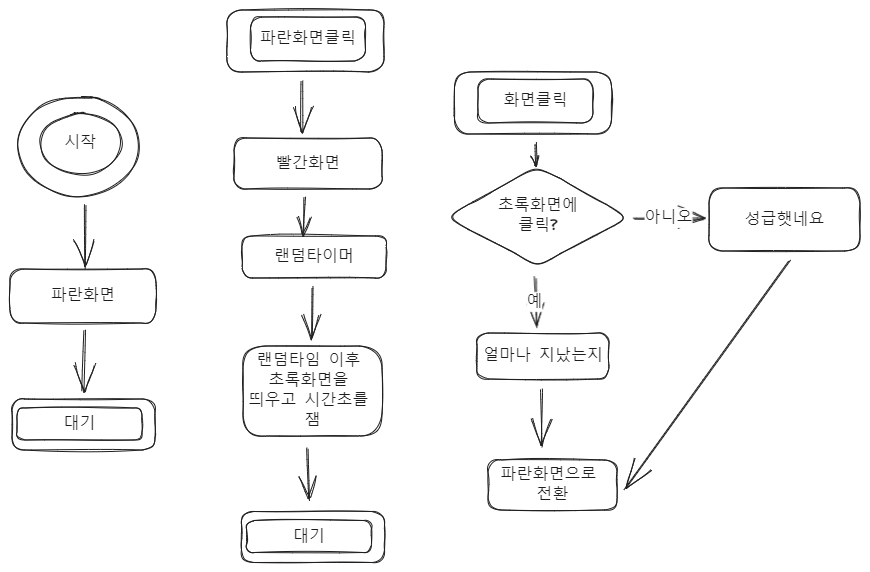 시작
파란화면
대기
파란화면클릭
빨간화면
랜덤타이머
랜덤타임 이후
초록화면을
띄우고 시간초를
잼
대기
화면클릭
초록화면에
클릭?
아니오
성급햇네요
예
얼마나 지났는지
파란화면으로
전환